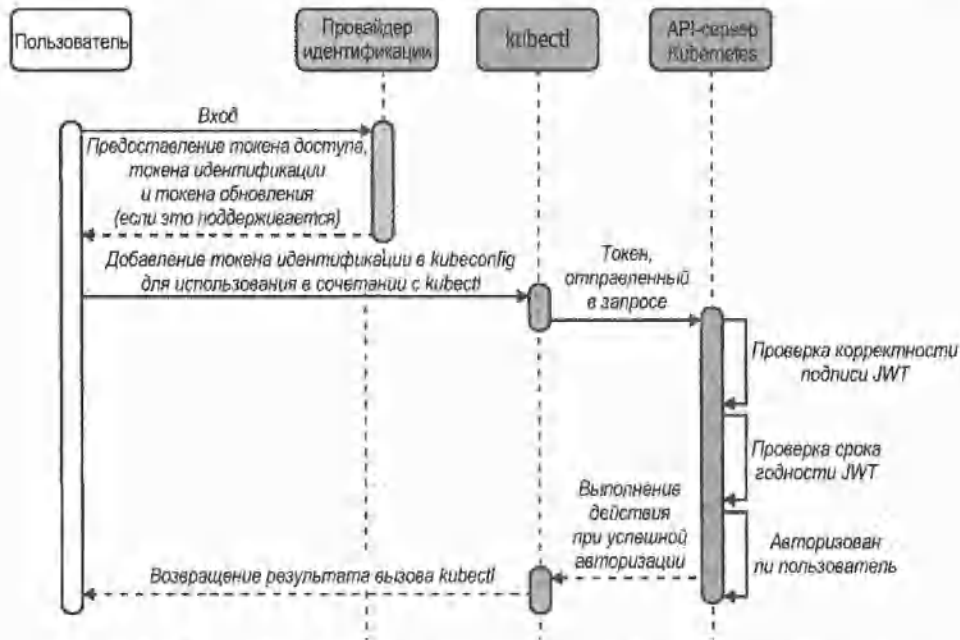 Пользователь
Провайдер
идентификации
kubectl
API-сервер
Kubernetes
Вход
Предоставление токена доступа,
токена идентификации
и токена обновления
(если это поддерживается)
Добавление токена идентификации в kubeconfig
для использования в сочетании с kubectl
Токен,
отправленный
в запросе
Проверка корректности
подписи JWT
Проверка срока
годности JWT
Выполнение
действия
при успешной
авторизации
Авторизован
ли пользователь
Возвращение результата вызова kubectl